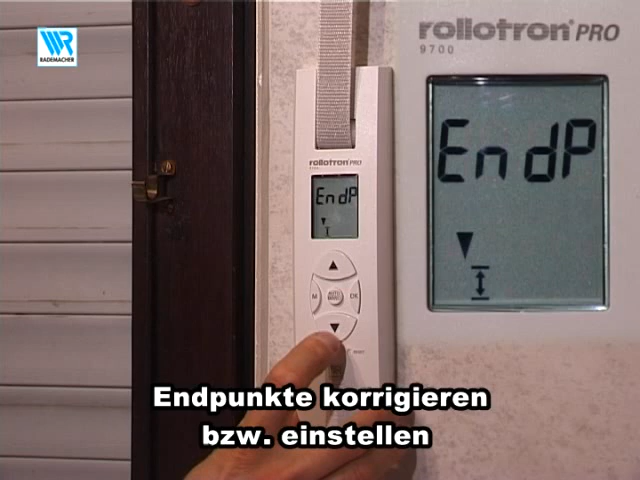 RADEMACHER
rollotron PRO
9700
EndP
rollotron PRO
EndP
M
OK
Endpunkte korrigieren
bzw. einstellen